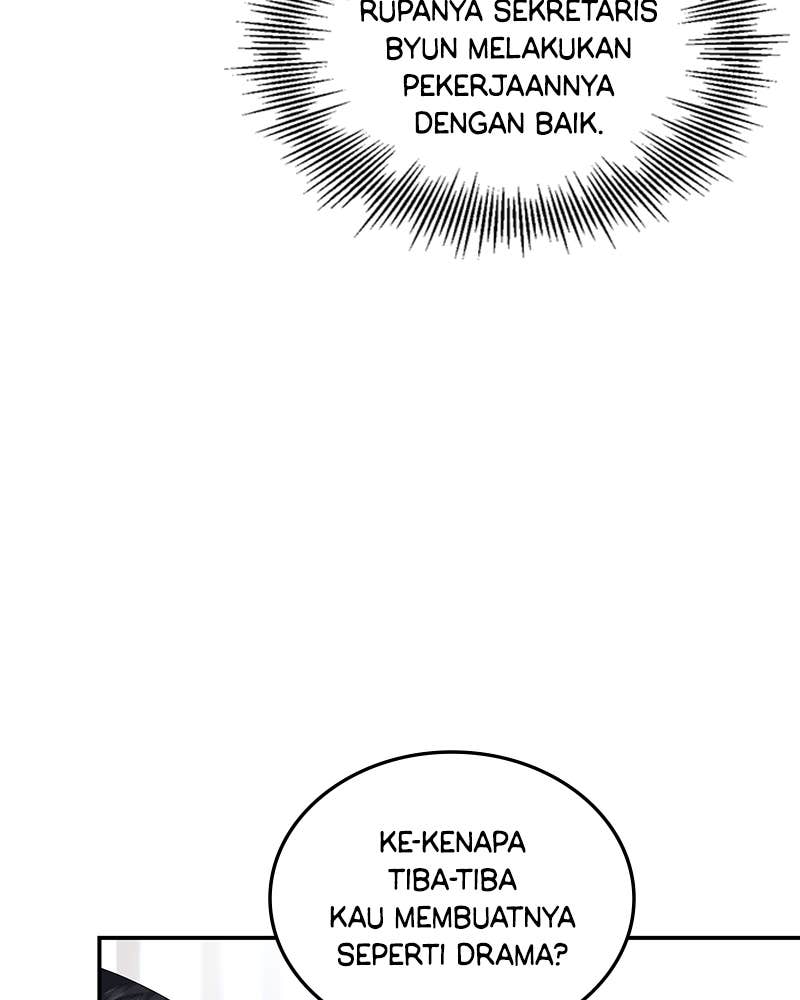 RUPANYA SEKRETARIS
BYUN MELAKUKAN
PEKERJAANNYA
DENGAN BAIK.
KE-KENAPA
TIBA-TIBA
KAU MEMBUATNYA
SEPERTI DRAMA?